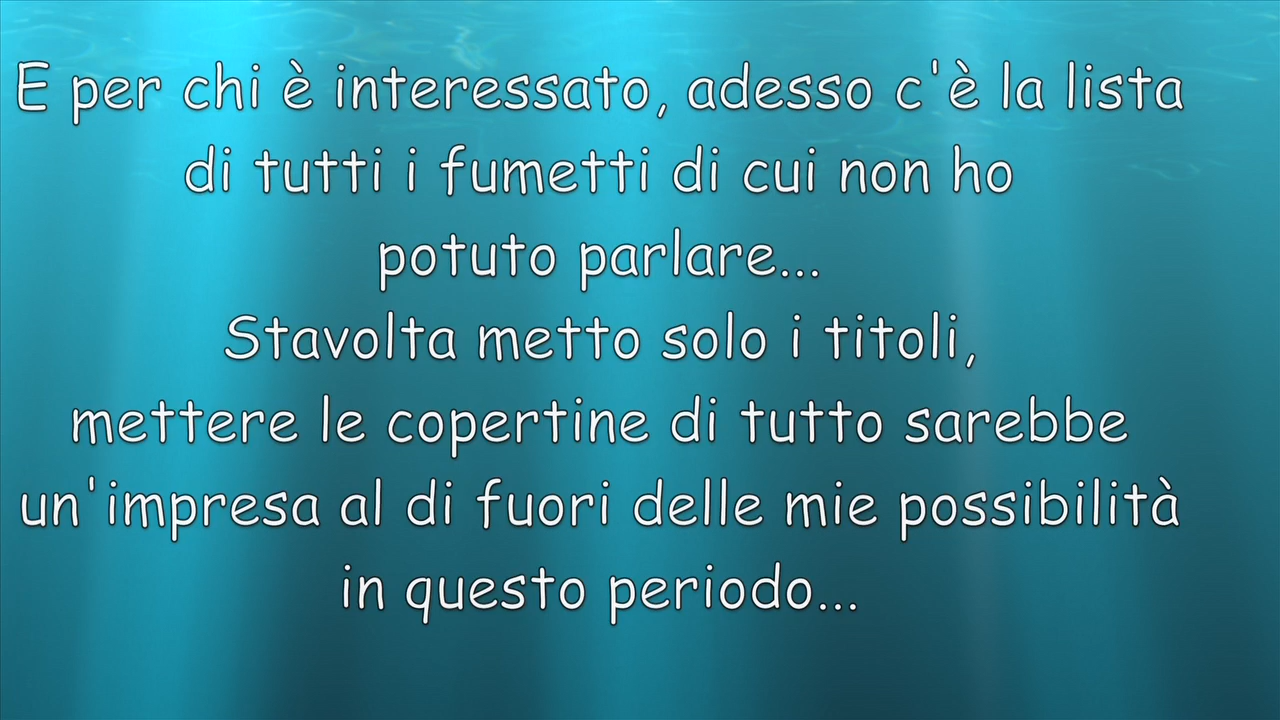 E per chi è interessato, adesso c'è la lista
di tutti i fumetti di cui non ho
potuto parlare...
Stavolta metto solo i titoli,
mettere le copertine di tutto sarebbe
un'impresa al di fuori delle mie possibilità
in questo periodo...